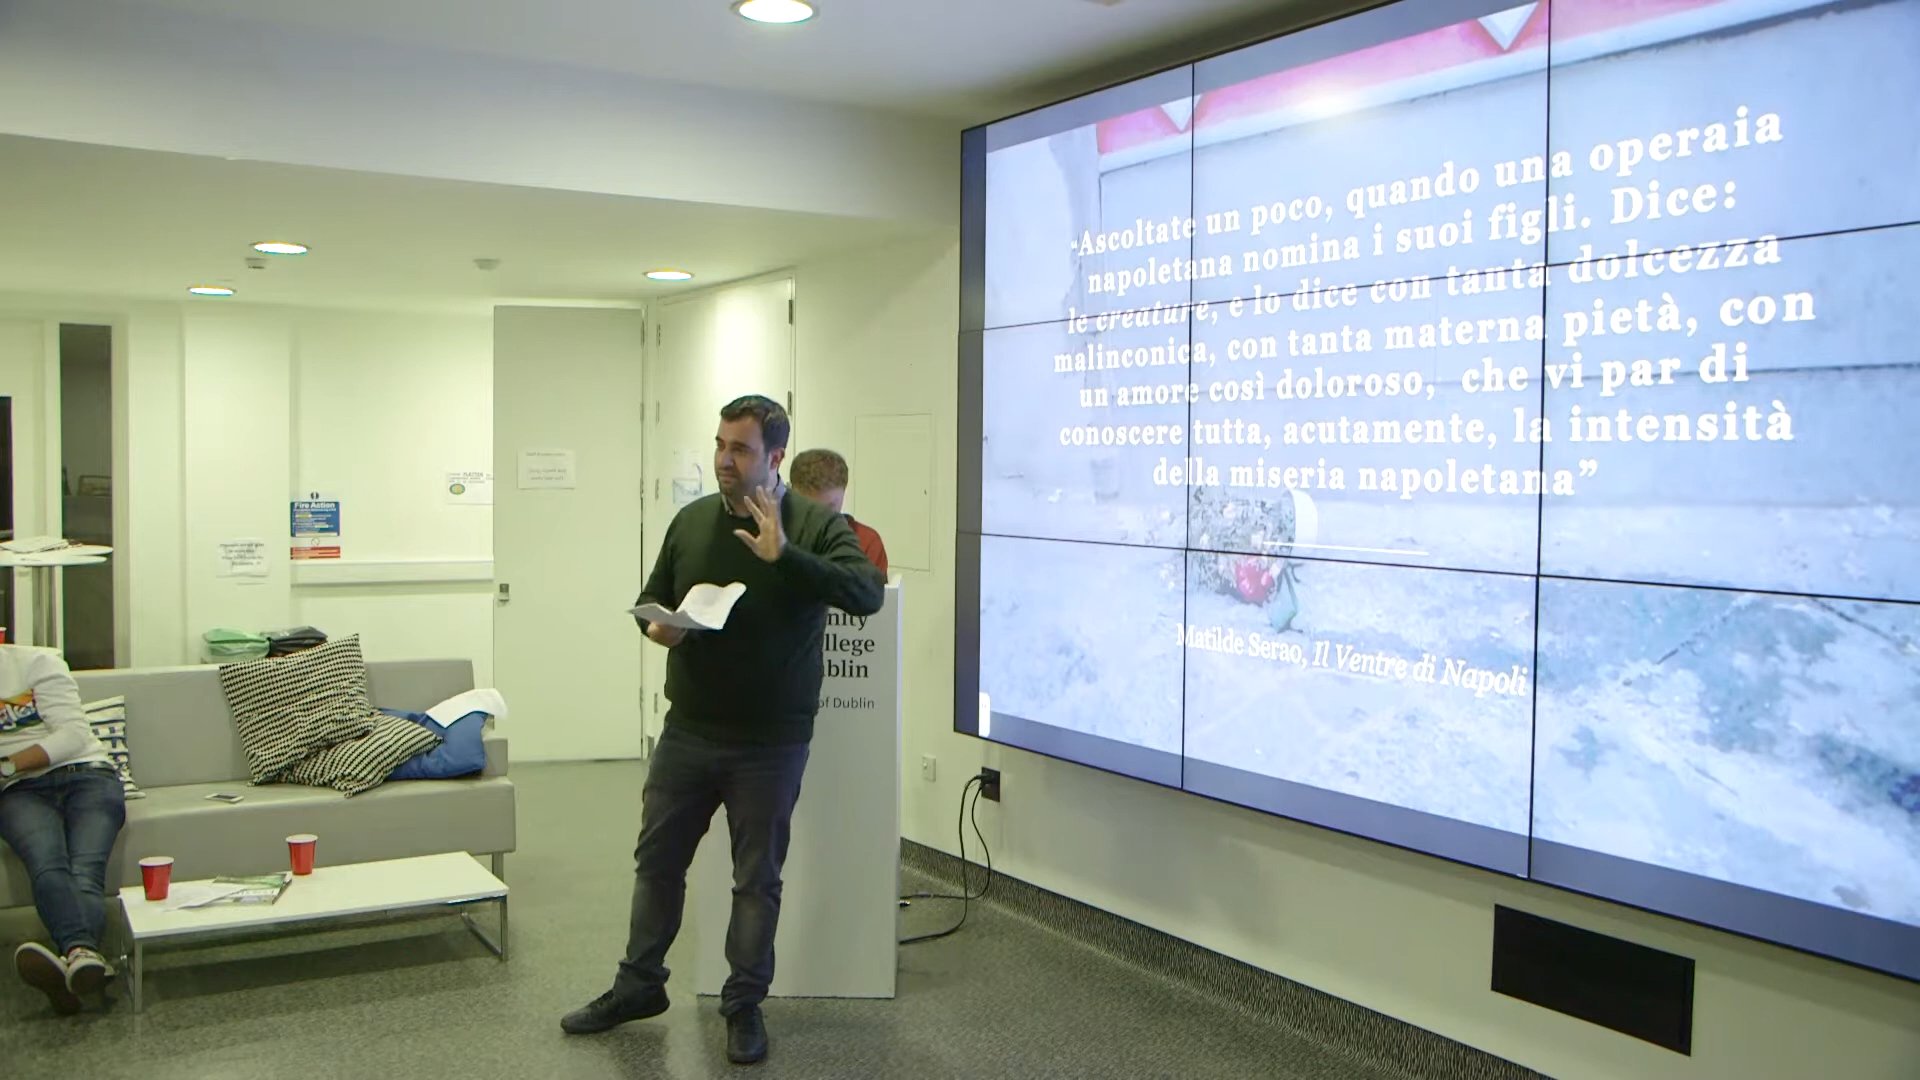 “Ascoltate un poco, quando una operaia
napoletana nomina i suoi figli. Dice:
le creature, e lo dice con tanta dolcezza
malinconica, con tanta materna pietà, con
un amore così doloroso, che vi par di
conoscere tutta, acutamente, la intensità
della miseria napoletana”
Matilde Serao, Il Ventre di Napoli
Fire Action
nity
llege
blin
of Dublin